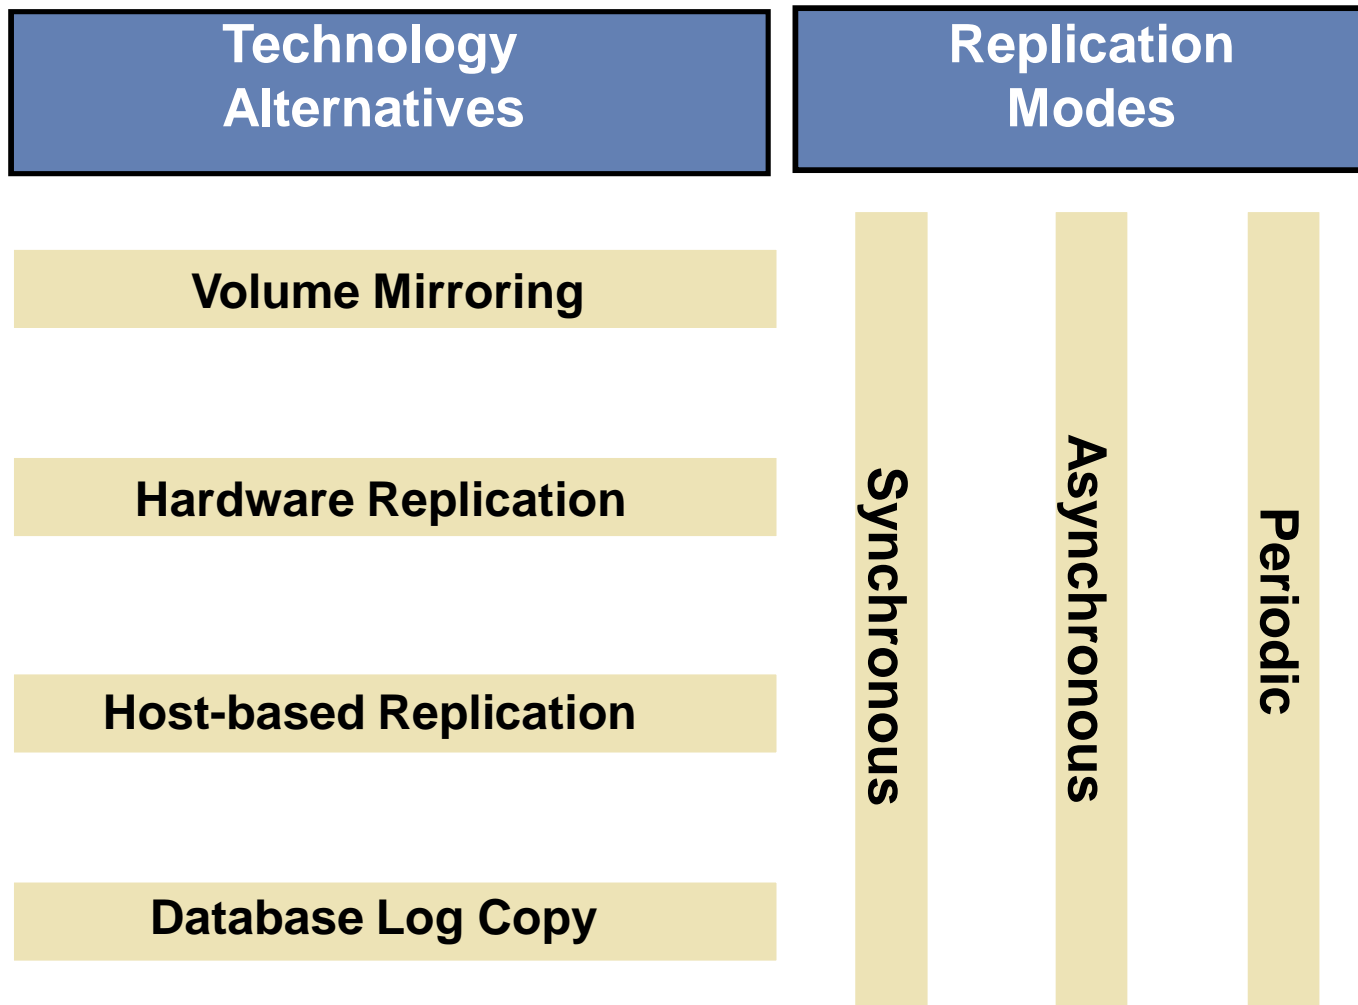 Technology
Alternatives
Replication
Modes
Volume Mirroring
Hardware Replication
Host-based Replication
Database Log Copy
Synchronous
Asynchronous
Periodic